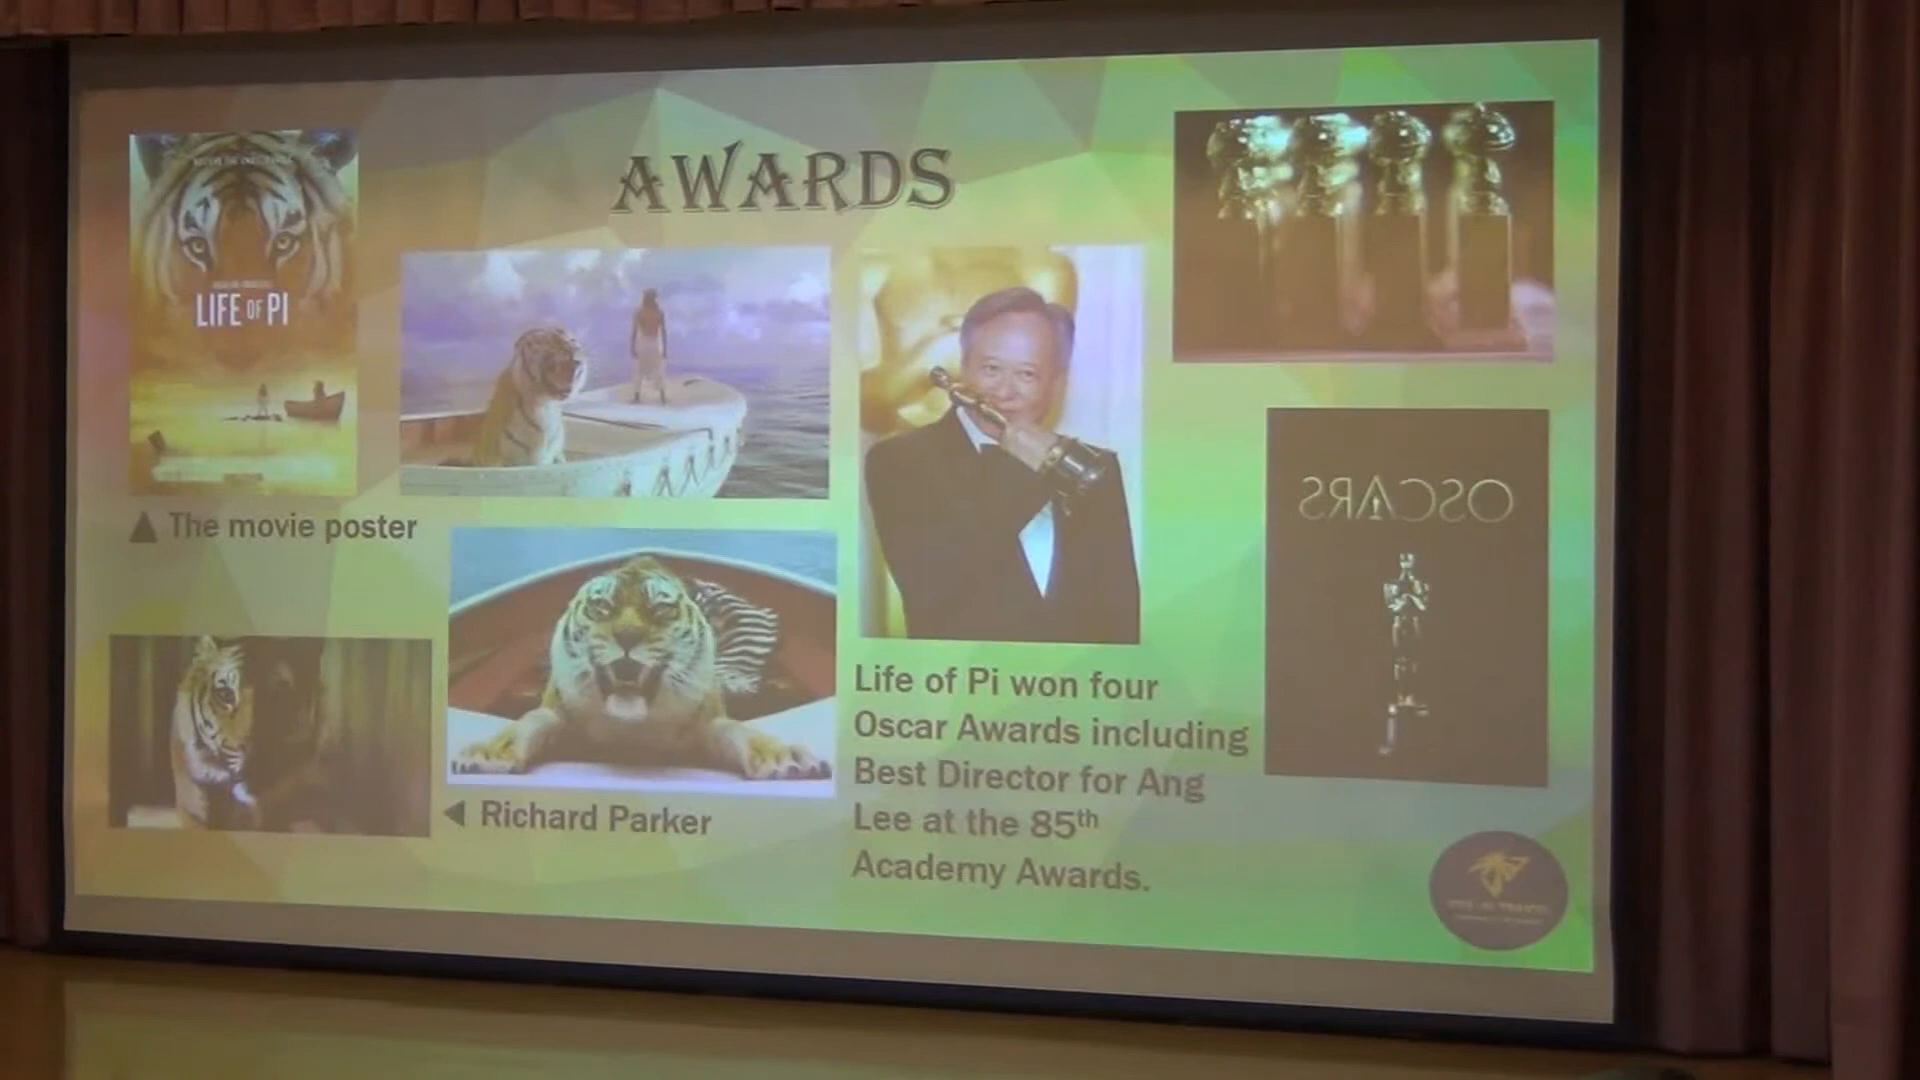 AWARDS
LIFE OF PI
▲ The movie poster
◄ Richard Parker
Life of Pi won four
Oscar Awards including
Best Director for Ang
Lee at the 85th
Academy Awards.
OSCARS